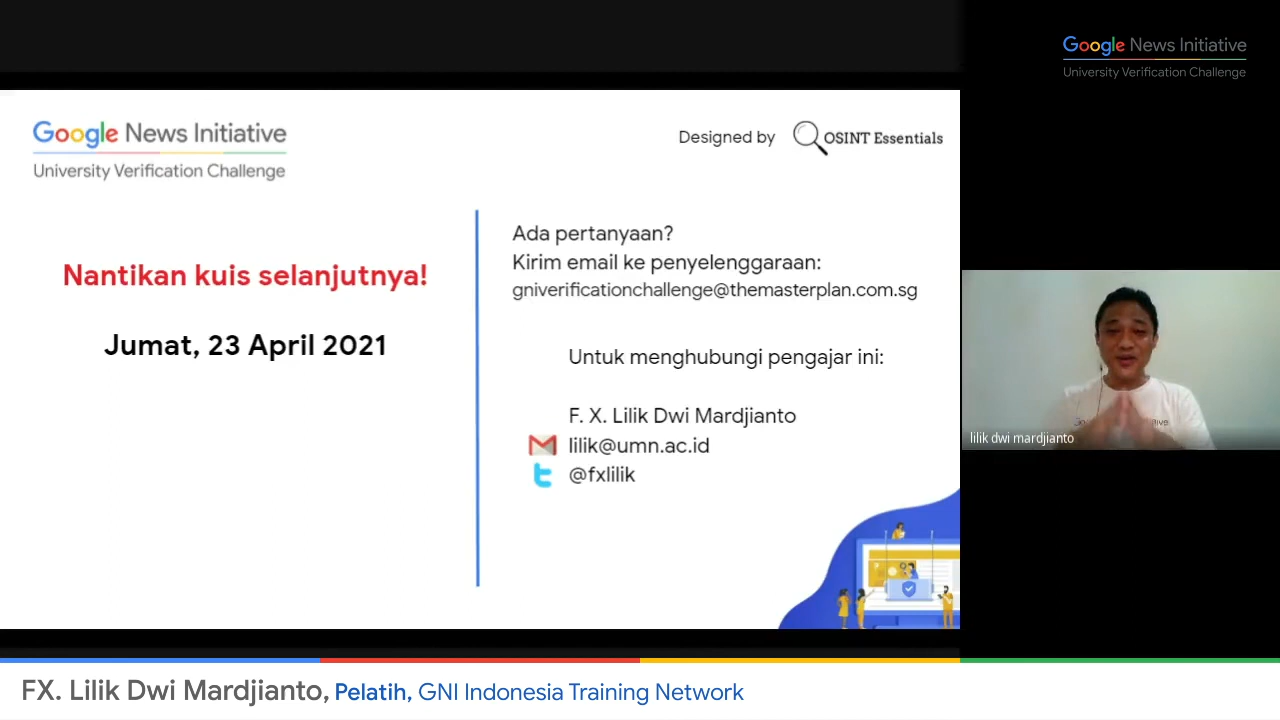 Google News Initiative
University Verification Challenge
Google News Initiative
University Verification Challenge
Designed by OSINT Essentials
Nantikan kuis selanjutnya!
Jumat, 23 April 2021
Ada pertanyaan?
Kirim email ke penyelenggaraan:
gniverificationchallenge@themasterplan.com.sg
Untuk menghubungi pengajar ini:
F. X. Lilik Dwi Mardjianto
lilik@umn.ac.id
@fxlilik
lilik dwi mardjianto
FX. Lilik Dwi Mardjianto, Pelatih, GNI Indonesia Training Network